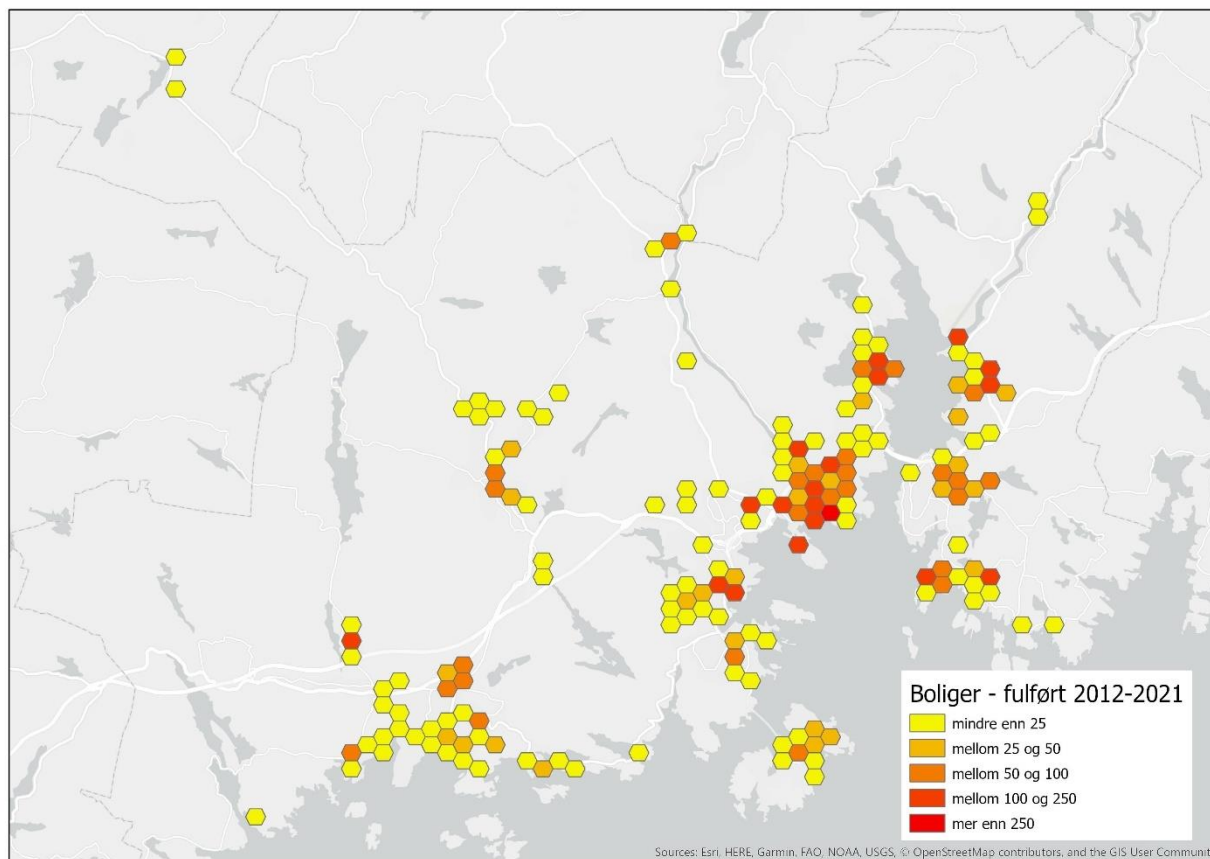 Boliger - fulført 2012-2021
mindre enn 25
mellom 25 og 50
mellom 50 og 100
mellom 100 og 250
mer enn 250
Sources: Esri, HERE, Garmin, FAO, NOAA, USGS, © OpenStreetMap contributors, and the GIS User Communit